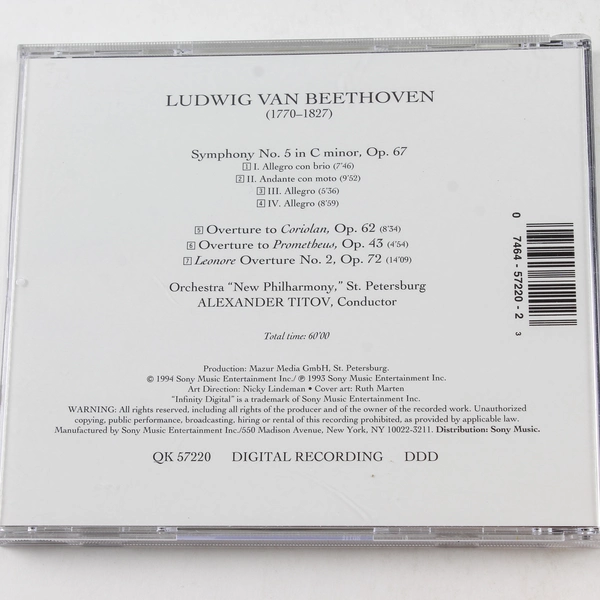 LUDWIG VAN BEETHOVEN
(1770–1827)
Symphony No. 5 in C minor, Op. 67
1 I. Allegro con brio (7'46)
2 II. Andante con moto (9'52)
3 III. Allegro (5'36)
4 IV. Allegro (8'59)
5 Overture to Coriolan, Op. 62 (8'34)
6 Overture to Prometheus, Op. 43 (4'54)
7 Leonore Overture No. 2, Op. 72 (14'09)
Orchestra “New Philharmony,” St. Petersburg
ALEXANDER TITOV, Conductor
Total time: 60'00
Production: Mazur Media GmbH, St. Petersburg.
© 1994 Sony Music Entertainment Inc./ ℗ 1993 Sony Music Entertainment Inc.
Art Direction: Nicky Lindeman • Cover art: Ruth Marten
“Infinity Digital” is a trademark of Sony Music Entertainment Inc.
WARNING: All rights reserved, including all rights of the producer and of the owner of the recorded work. Unauthorized
copying, public performance, broadcasting, hiring or rental of this recording prohibited, as provided by applicable law.
Manufactured by Sony Music Entertainment Inc./550 Madison Avenue, New York, NY 10022-3211. Distribution: Sony Music.
QK 57220 DIGITAL RECORDING DDD
0 7464-57220-2 3